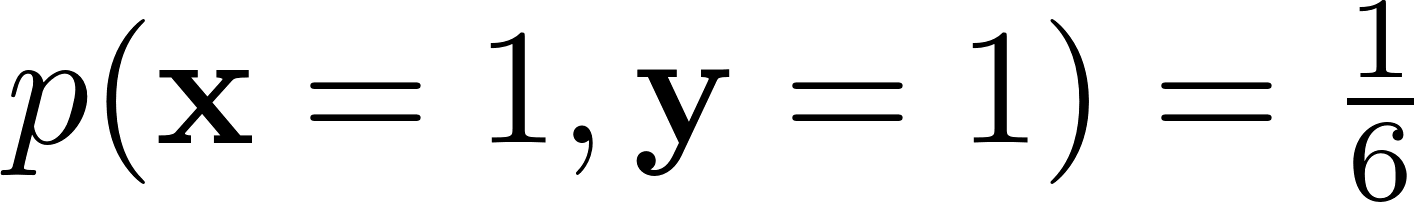 p(x = 1, y = 1) = 1/6